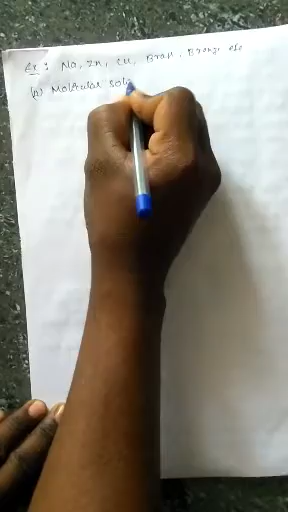 Ex : Na, Zn, Cu, Brass, Bronze etc
(b) Molecular Sol